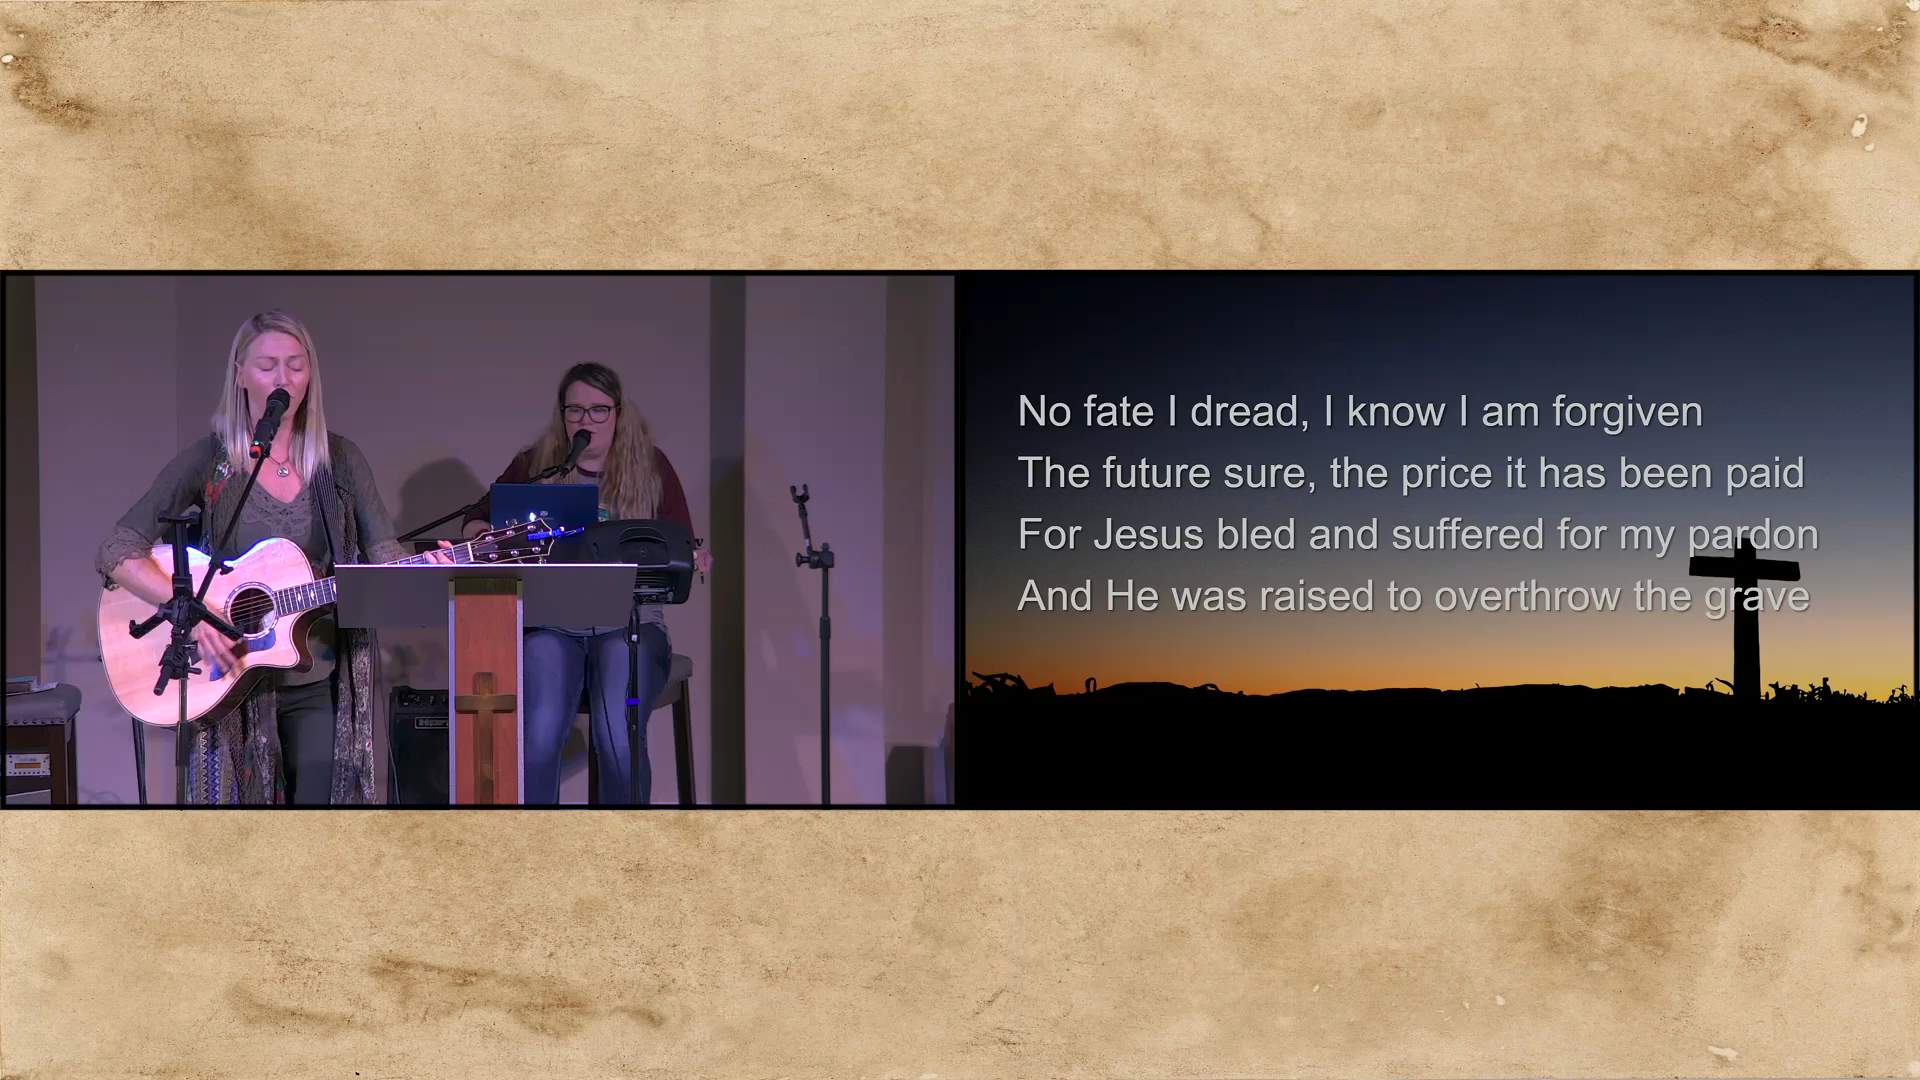 No fate I dread, I know I am forgiven
The future sure, the price it has been paid
For Jesus bled and suffered for my pardon
And He was raised to overthrow the grave